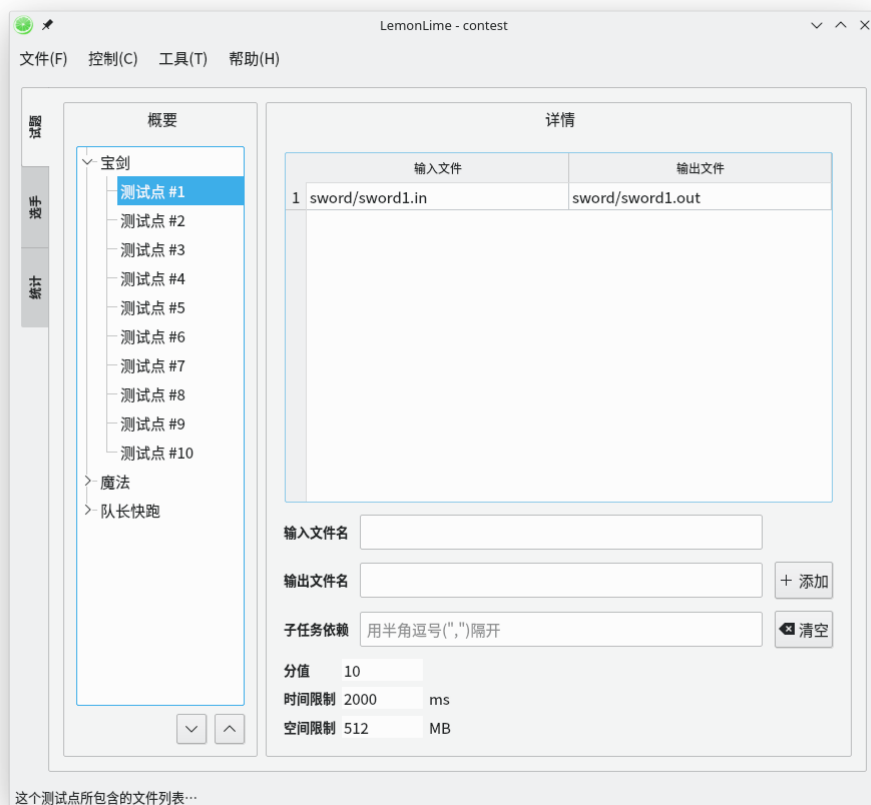 LemonLime - contest
文件(F) 控制(C) 工具(T) 帮助(H)
试题
选手
统计
概要
宝剑
测试点 #1
测试点 #2
测试点 #3
测试点 #4
测试点 #5
测试点 #6
测试点 #7
测试点 #8
测试点 #9
测试点 #10
魔法
队长快跑
详情
输入文件 输出文件
1 sword/sword1.in sword/sword1.out
输入文件名
输出文件名 + 添加
子任务依赖 用半角逗号(",")隔开 清空
分值 10
时间限制 2000 ms
空间限制 512 MB
这个测试点所包含的文件列表…